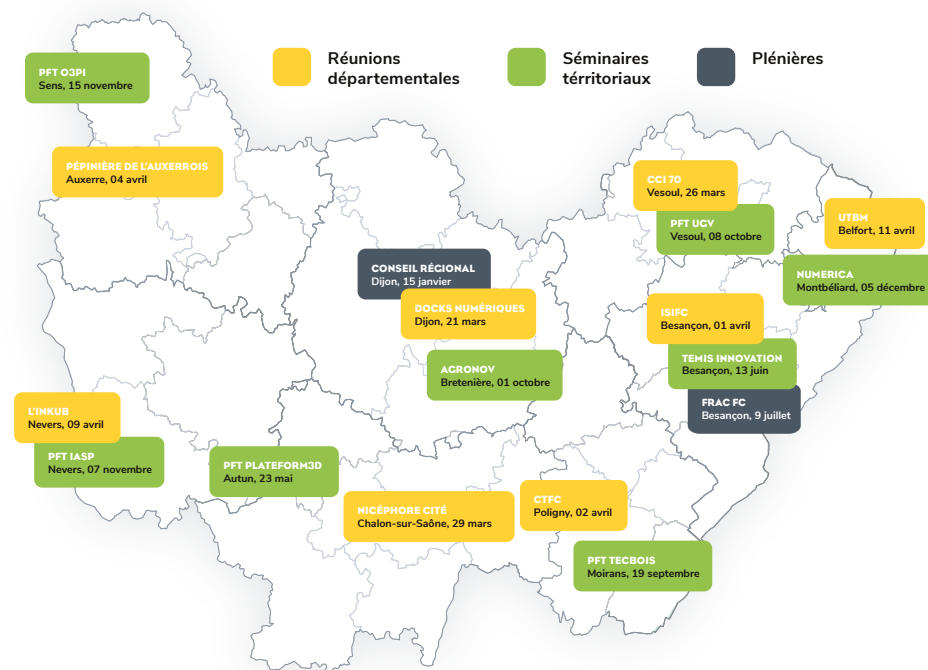 Réunions
départementales
Séminaires
térritoriaux
Plénières
PFT O3PI
Sens, 15 novembre
PÉPINIÈRE DE L'AUXERROIS
Auxerre, 04 avril
CCI 70
Vesoul, 26 mars
PFT UGV
Vesoul, 08 octobre
UTBM
Belfort, 11 avril
NUMERICA
Montbéliard, 05 décembre
CONSEIL RÉGIONAL
Dijon, 15 janvier
DOCKS NUMÉRIQUES
Dijon, 21 mars
AGRONOV
Bretenière, 01 octobre
ISIFC
Besançon, 01 avril
TEMIS INNOVATION
Besançon, 13 juin
FRAC FC
Besançon, 9 juillet
L'INKUB
Nevers, 09 avril
PFT IASP
Nevers, 07 novembre
PFT PLATEFORM3D
Autun, 23 mai
NICÉPHORE CITÉ
Chalon-sur-Saône, 29 mars
CTFC
Poligny, 02 avril
PFT TECBOIS
Moirans, 19 septembre